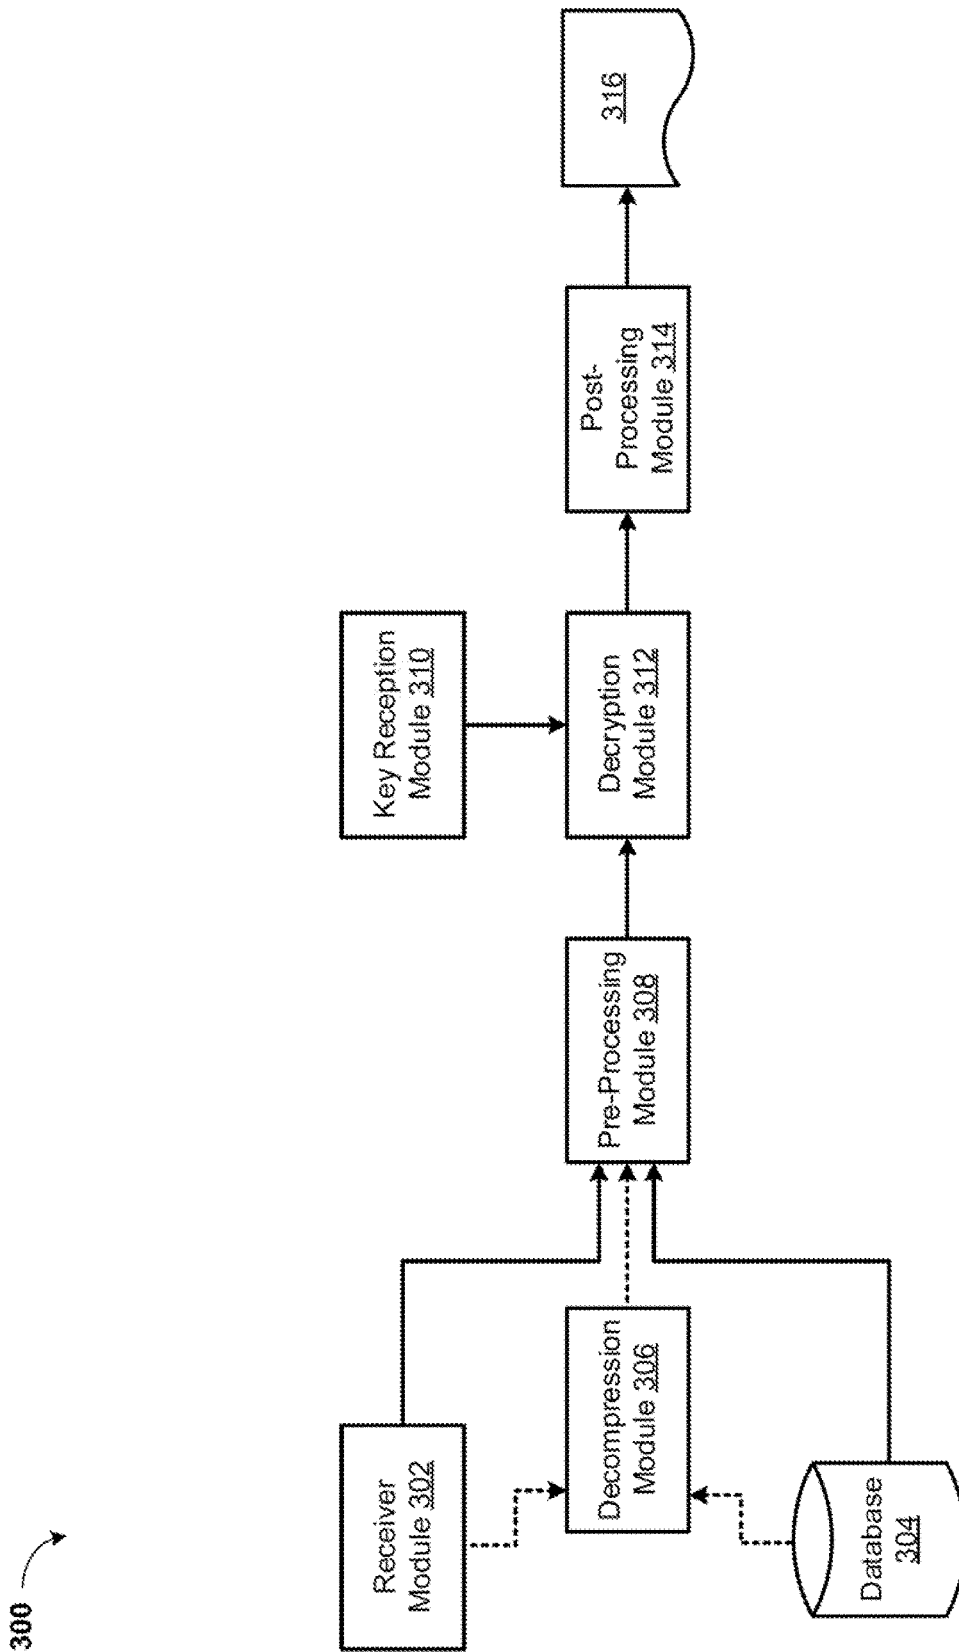 300
Receiver
Module 302
Database
304
Decompression
Module 306
Pre-Processing
Module 308
Key Reception
Module 310
Decryption
Module 312
Post-
Processing
Module 314
316